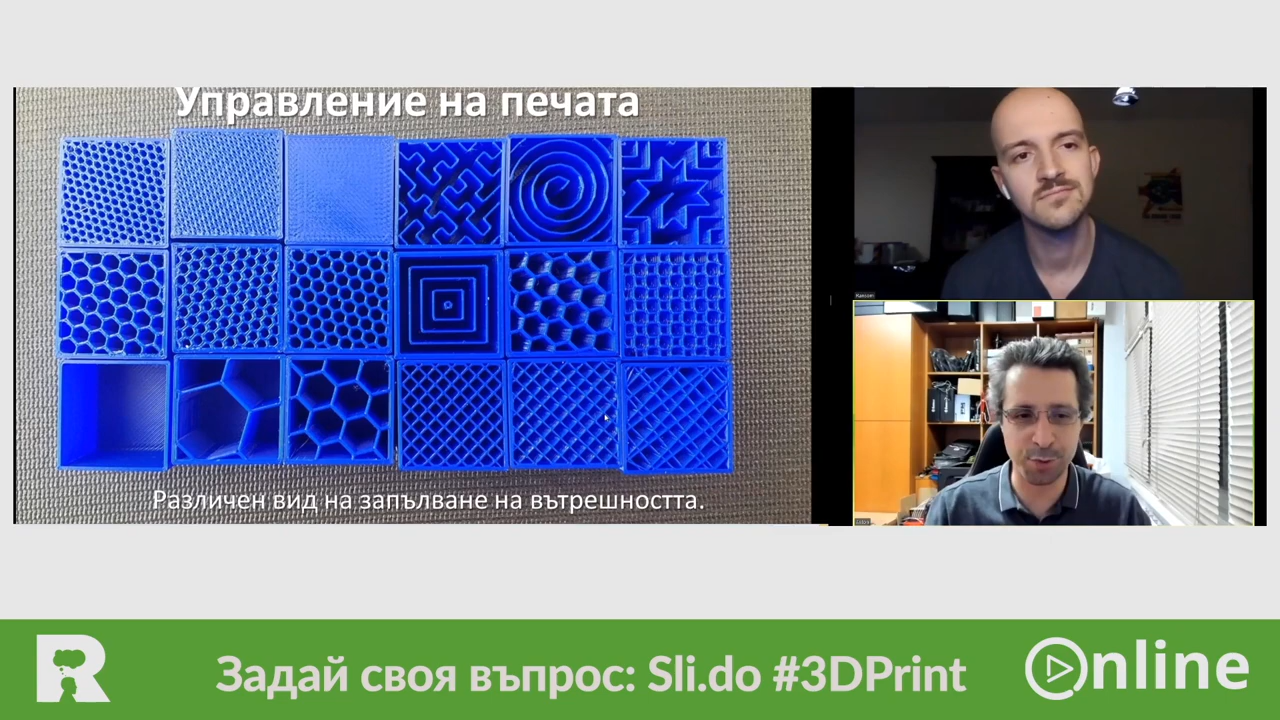 Управление на печата
Различен вид на запълване на вътрешността.
Задай своя въпрос: Sli.do #3DPrint
R
Online